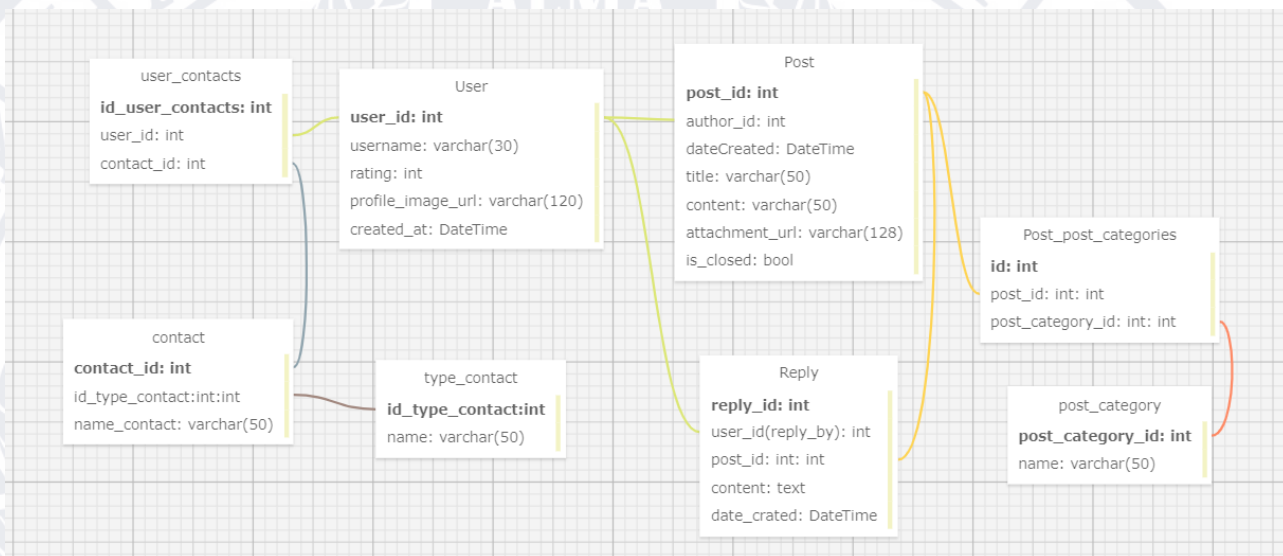 ALMA
user_contacts
id_user_contacts: int
user_id: int
contact_id: int
User
user_id: int
username: varchar(30)
rating: int
profile_image_url: varchar(120)
created_at: DateTime
Post
post_id: int
author_id: int
dateCreated: DateTime
title: varchar(50)
content: varchar(50)
attachment_url: varchar(128)
is_closed: bool
Post_post_categories
id: int
post_id: int: int
post_category_id: int: int
contact
contact_id: int
id_type_contact:int:int
name_contact: varchar(50)
type_contact
id_type_contact:int
name: varchar(50)
Reply
reply_id: int
user_id(reply_by): int
post_id: int: int
content: text
date_crated: DateTime
post_category
post_category_id: int
name: varchar(50)